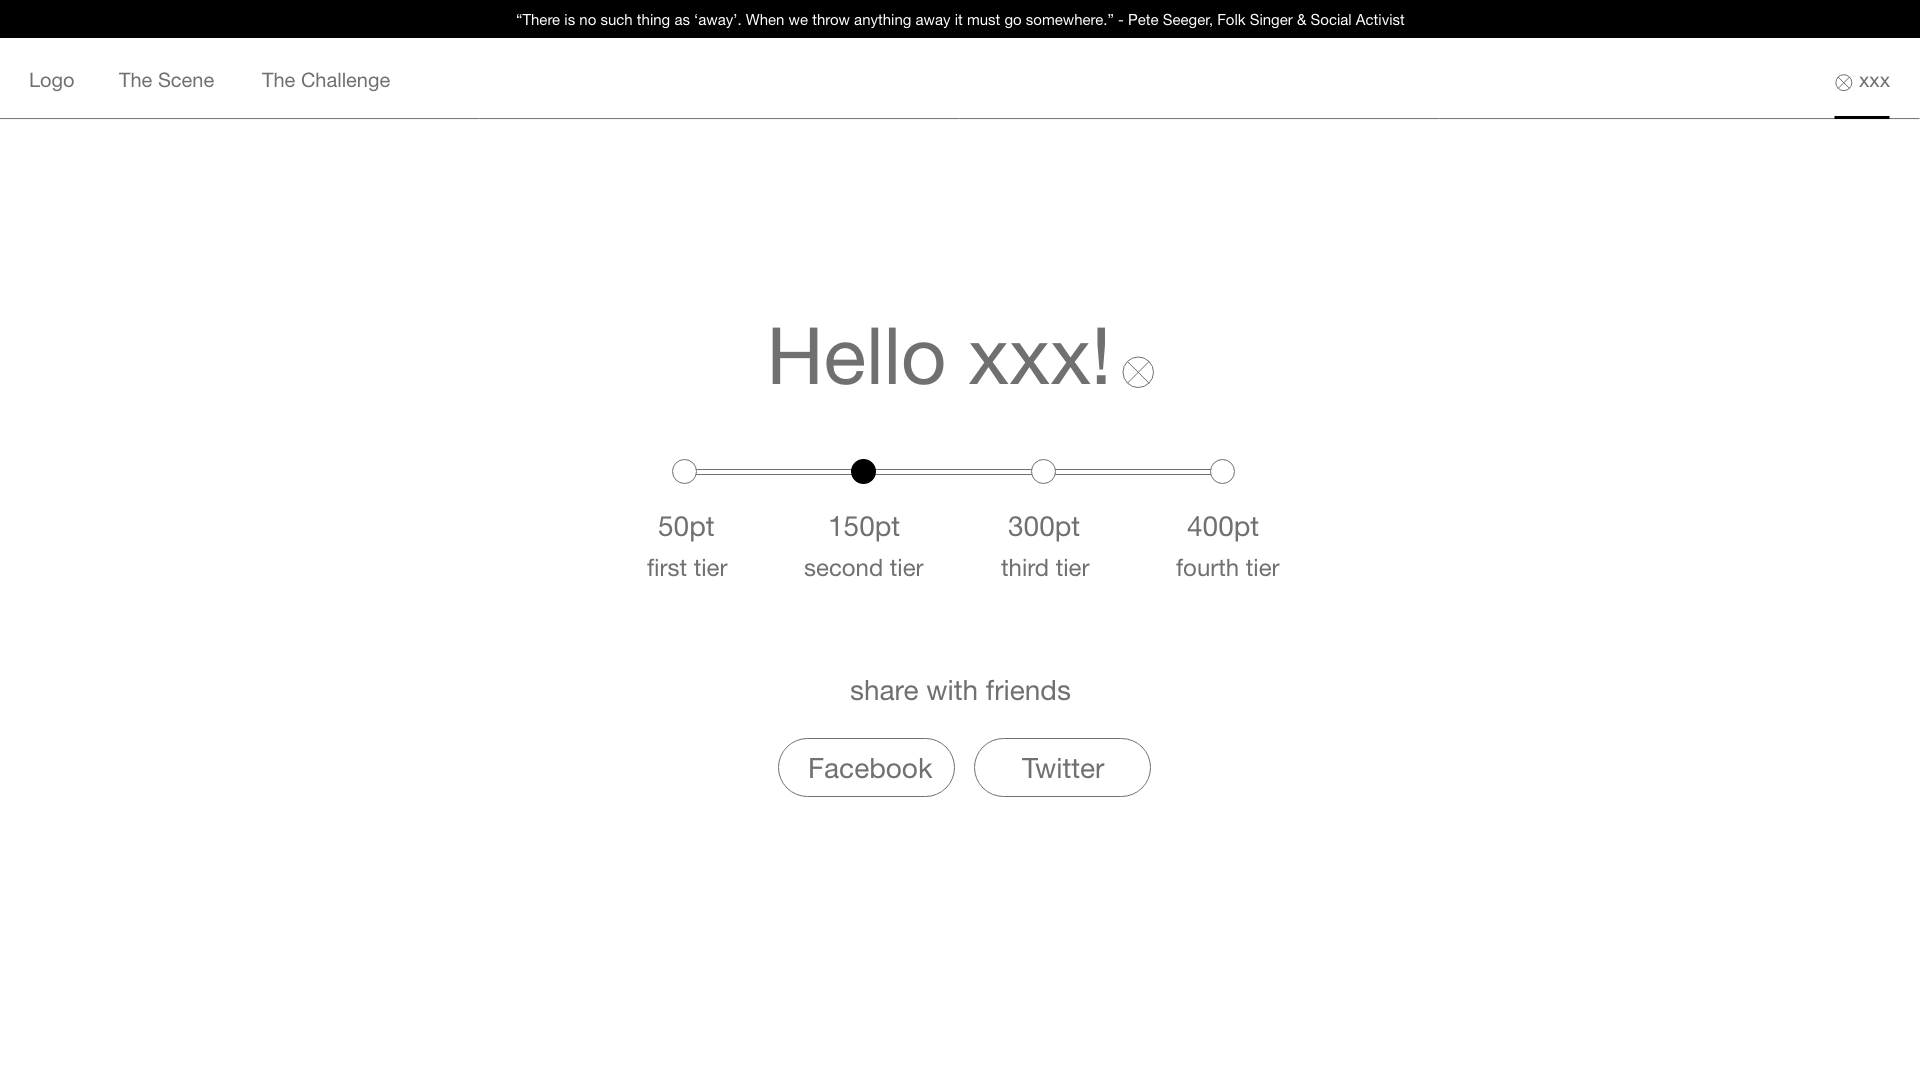 “There is no such thing as ‘away’. When we throw anything away it must go somewhere.” - Pete Seeger, Folk Singer & Social Activist
Logo The Scene The Challenge xxx
Hello xxx!
50pt 150pt 300pt 400pt
first tier second tier third tier fourth tier
share with friends
Facebook Twitter